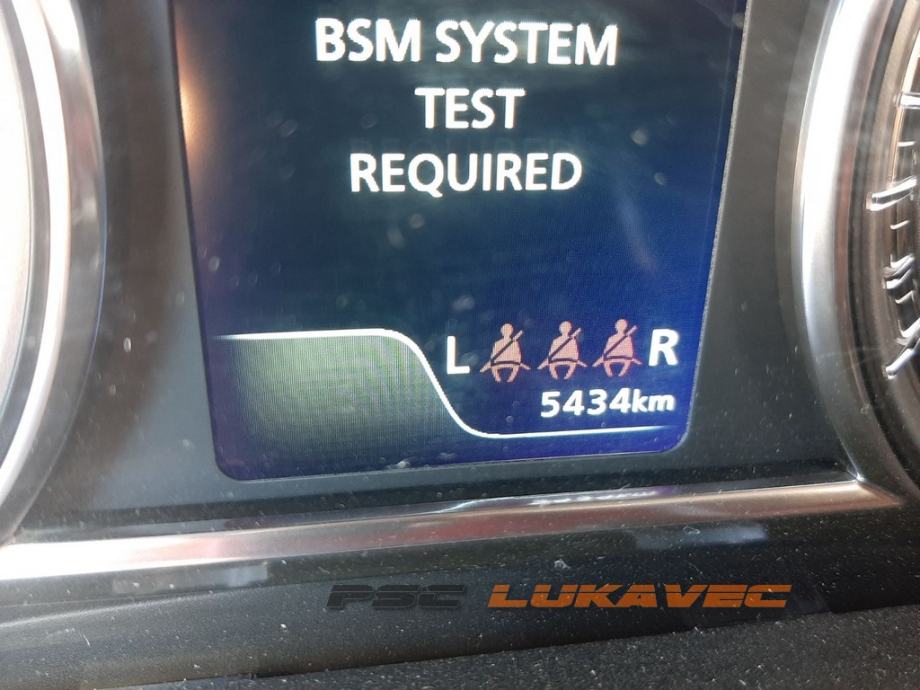 BSM SYSTEM
TEST
REQUIRED
L R
5434km
PSC LUKAVEC